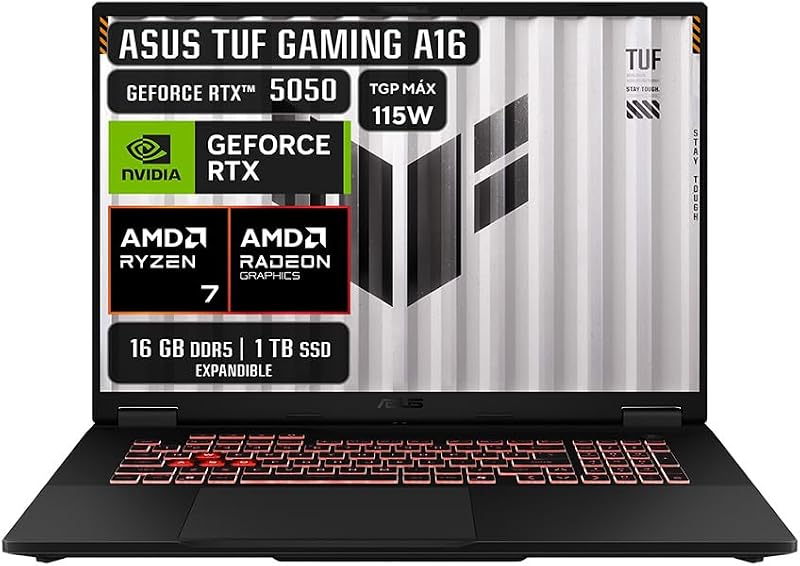 ASUS TUF GAMING A16
GEFORCE RTX™ 5050
TGP MÁX
115W
NVIDIA
GEFORCE
RTX
AMD
RYZEN
7
AMD
RADEON
GRAPHICS
16 GB DDR5 | 1 TB SSD
EXPANDIBLE
TUF
STAY TOUGH.
STAY TOUGH
ASUS